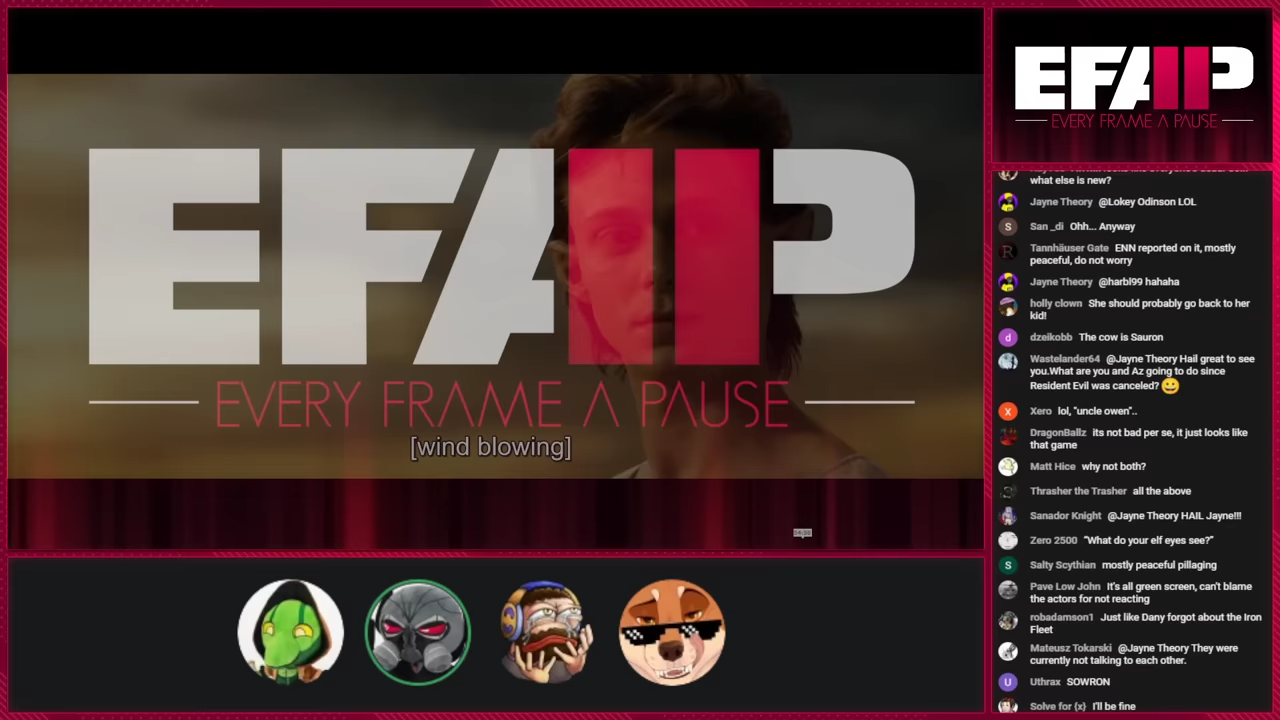 EFAP
EVERY FRAME A PAUSE
[wind blowing]
EFAP
EVERY FRAME A PAUSE
what else is new?
Jayne Theory @Lokey Odinson LOL
S San _di Ohh... Anyway
R Tannhäuser Gate ENN reported on it, mostly
peaceful, do not worry
Jayne Theory @harbl99 hahaha
holly clown She should probably go back to her
kid!
d dzeikobb The cow is Sauron
Wastelander64 @Jayne Theory Hail great to see
you.What are you and Az going to do since
Resident Evil was canceled?😀
X Xero lol, "uncle owen"..
DragonBallz its not bad per se, it just looks like
that game
Matt Hice why not both?
Thrasher the Trasher all the above
Sanador Knight @Jayne Theory HAIL Jayne!!!
Zero 2500 “What do your elf eyes see?”
S Salty Scythian mostly peaceful pillaging
Pave Low John It's all green screen, can't blame
the actors for not reacting
robadamson1 Just like Dany forgot about the Iron
Fleet
Mateusz Tokarski @Jayne Theory They were
currently not talking to each other.
U Uthrax SOWRON
Solve for {x} I'll be fine